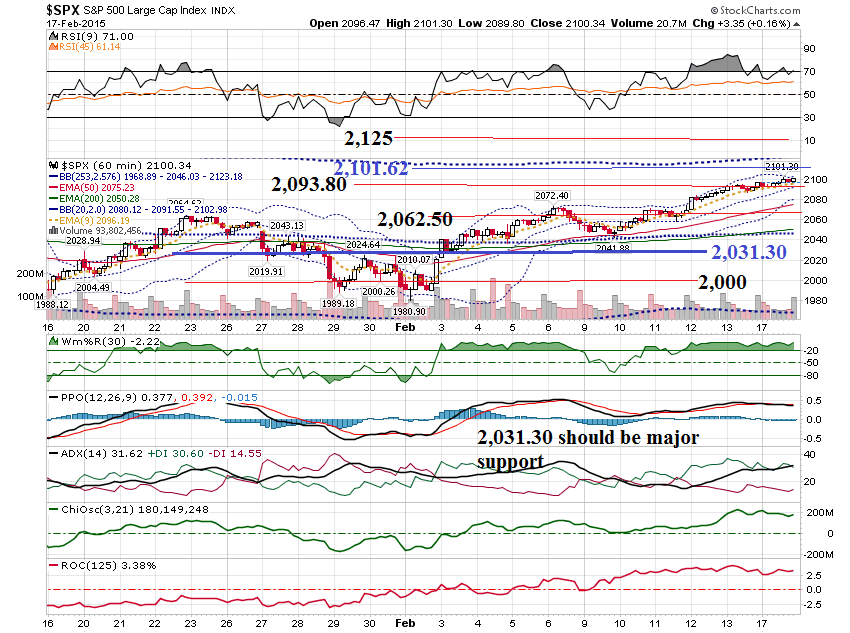 $SPX S&P 500 Large Cap Index INDX © StockCharts.com
17-Feb-2015 Open 2096.47 High 2101.30 Low 2089.80 Close 2100.34 Volume 20.7M Chg +3.35 (+0.16%)
RSI(9) 71.00
RSI(45) 61.14
90
70
50
30
10
2,125
$SPX (60 min) 2100.34
BB(253,2.576) 1968.89 - 2046.03 - 2123.18
EMA(50) 2075.23
EMA(200) 2050.28
BB(20,2.0) 2080.12 - 2091.55 - 2102.98
EMA(9) 2096.19
Volume 93,802,456
2,101.62
2,093.80
2,062.50
2,031.30
2,000
2101.30
2072.40
2064.62
2043.13
2028.94
2024.64
2041.88
2019.91
2010.07
2004.49
2000.26
1989.18
1988.12
1980.90
2100
2080
2060
2040
2020
2000
1980
200M
100M
16 20 21 22 23 26 27 28 29 30 Feb 3 4 5 6 9 10 11 12 13 17
Wm%R(30) -2.22
-20
-50
-80
PPO(12,26,9) 0.377, 0.392, -0.015
0.5
0.0
-0.5
2,031.30 should be major
support
ADX(14) 31.62 +DI 30.60 -DI 14.55
40
20
ChiOsc(3,21) 180,149,248
200M
0
-200M
ROC(125) 3.38%
2.5
0.0
-2.5
16 20 21 22 23 26 27 28 29 30 Feb 3 4 5 6 9 10 11 12 13 17